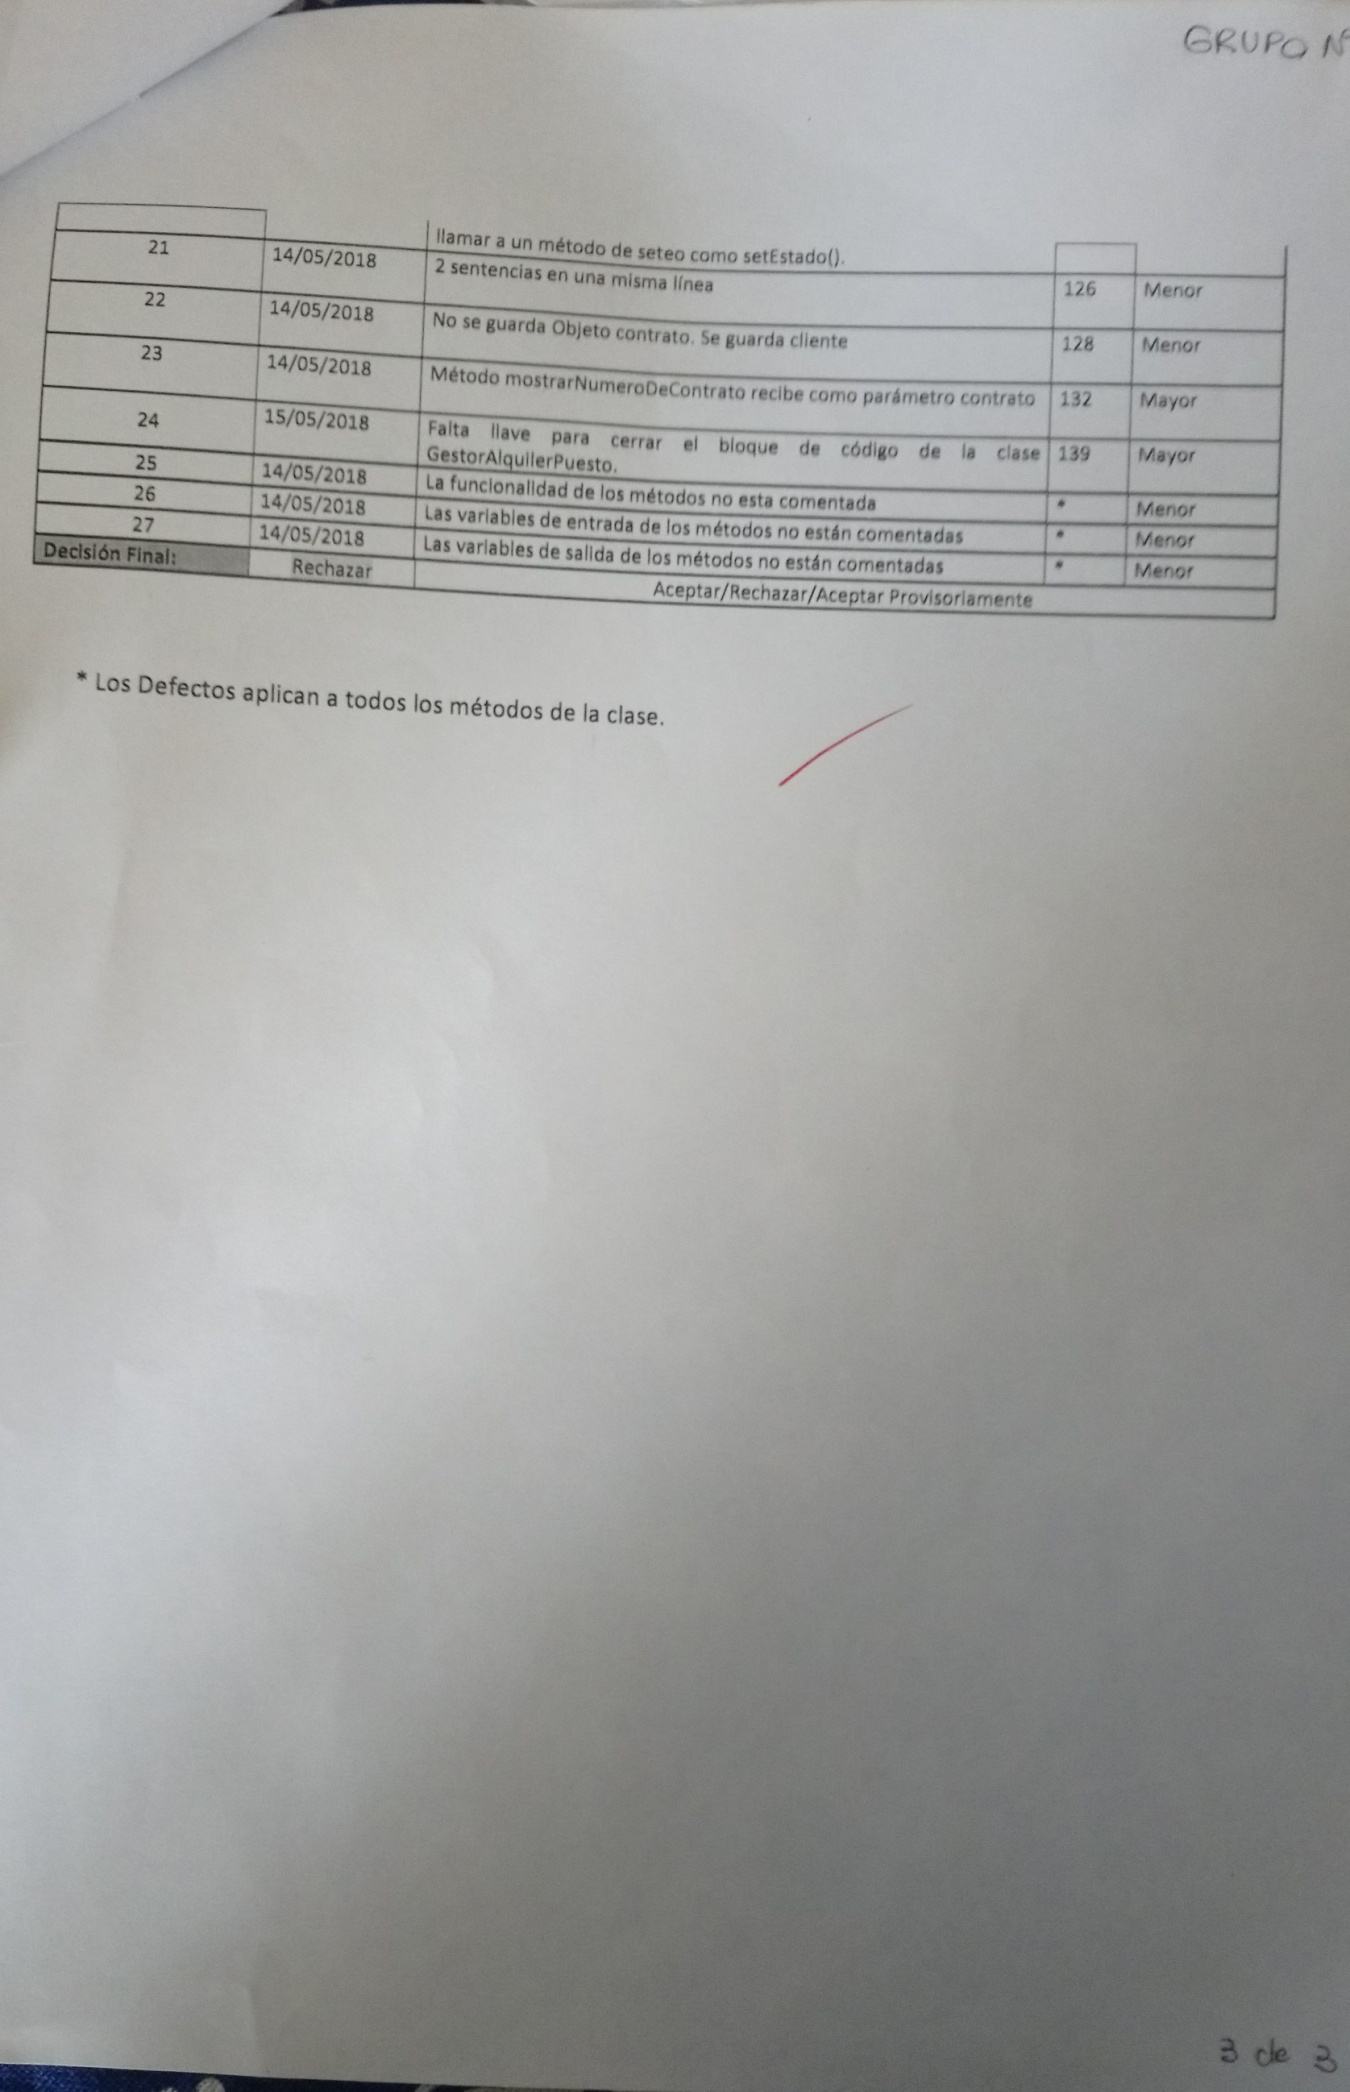 GRUPO N
llamar a un método de seteo como setEstado().
21 14/05/2018 2 sentencias en una misma línea 126 Menor
22 14/05/2018 No se guarda Objeto contrato. Se guarda cliente 128 Menor
23 14/05/2018 Método mostrarNumeroDeContrato recibe como parámetro contrato 132 Mayor
24 15/05/2018 Falta llave para cerrar el bloque de código de la clase 139 Mayor
GestorAlquilerPuesto.
25 14/05/2018 La funcionalidad de los métodos no esta comentada * Menor
26 14/05/2018 Las variables de entrada de los métodos no están comentadas * Menor
27 14/05/2018 Las variables de salida de los métodos no están comentadas * Menor
Decisión Final: Rechazar Aceptar/Rechazar/Aceptar Provisoriamente
* Los Defectos aplican a todos los métodos de la clase.
3 de 3